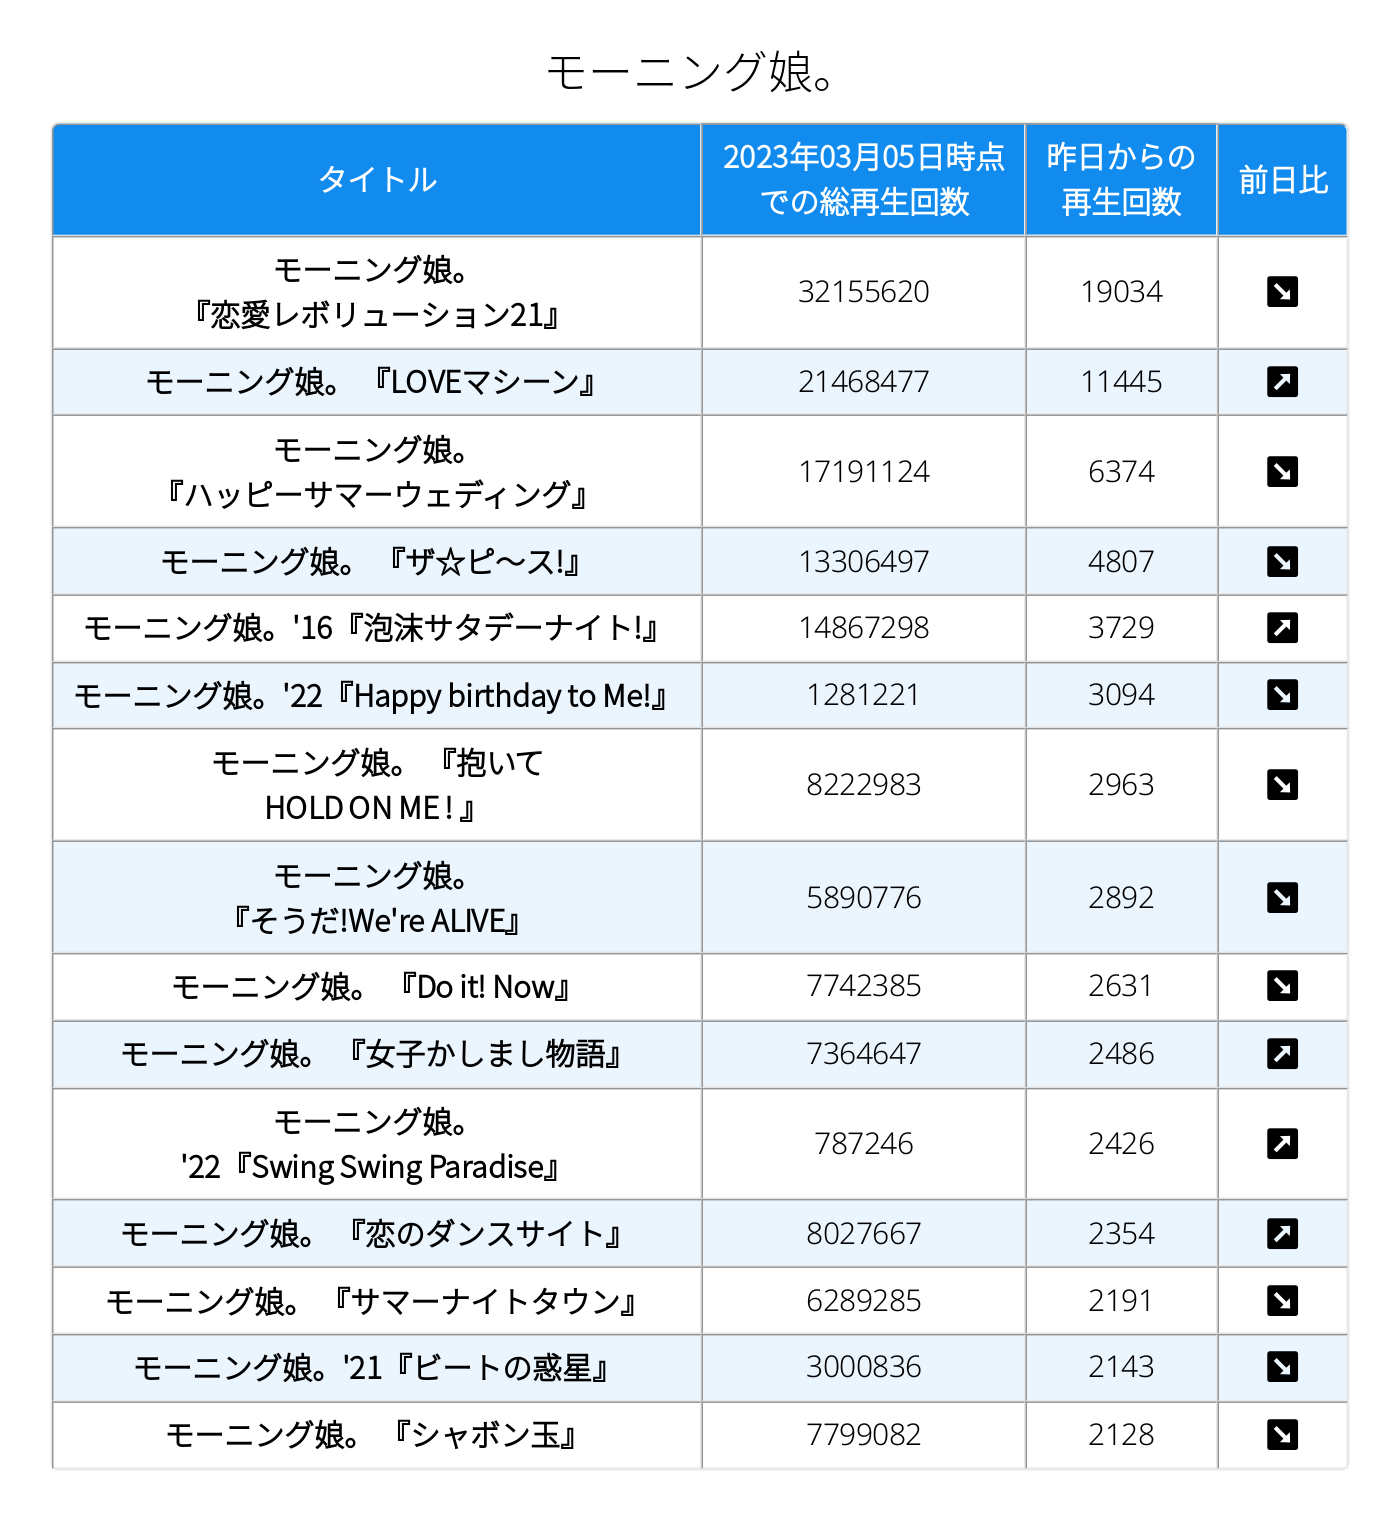 モーニング娘。
タイトル
2023年03月05日時点
での総再生回数
昨日からの
再生回数
前日比
モーニング娘。
『恋愛レボリューション21』
32155620
19034
モーニング娘。 『LOVEマシーン』
21468477
11445
モーニング娘。
『ハッピーサマーウェディング』
17191124
6374
モーニング娘。 『ザ☆ピ〜ス!』
13306497
4807
モーニング娘。'16『泡沫サタデーナイト!』
14867298
3729
モーニング娘。'22『Happy birthday to Me!』
1281221
3094
モーニング娘。 『抱いて
HOLD ON ME ! 』
8222983
2963
モーニング娘。
『そうだ!We're ALIVE』
5890776
2892
モーニング娘。 『Do it! Now』
7742385
2631
モーニング娘。 『女子かしまし物語』
7364647
2486
モーニング娘。
'22『Swing Swing Paradise』
787246
2426
モーニング娘。 『恋のダンスサイト』
8027667
2354
モーニング娘。 『サマーナイトタウン』
6289285
2191
モーニング娘。'21『ビートの惑星』
3000836
2143
モーニング娘。 『シャボン玉』
7799082
2128